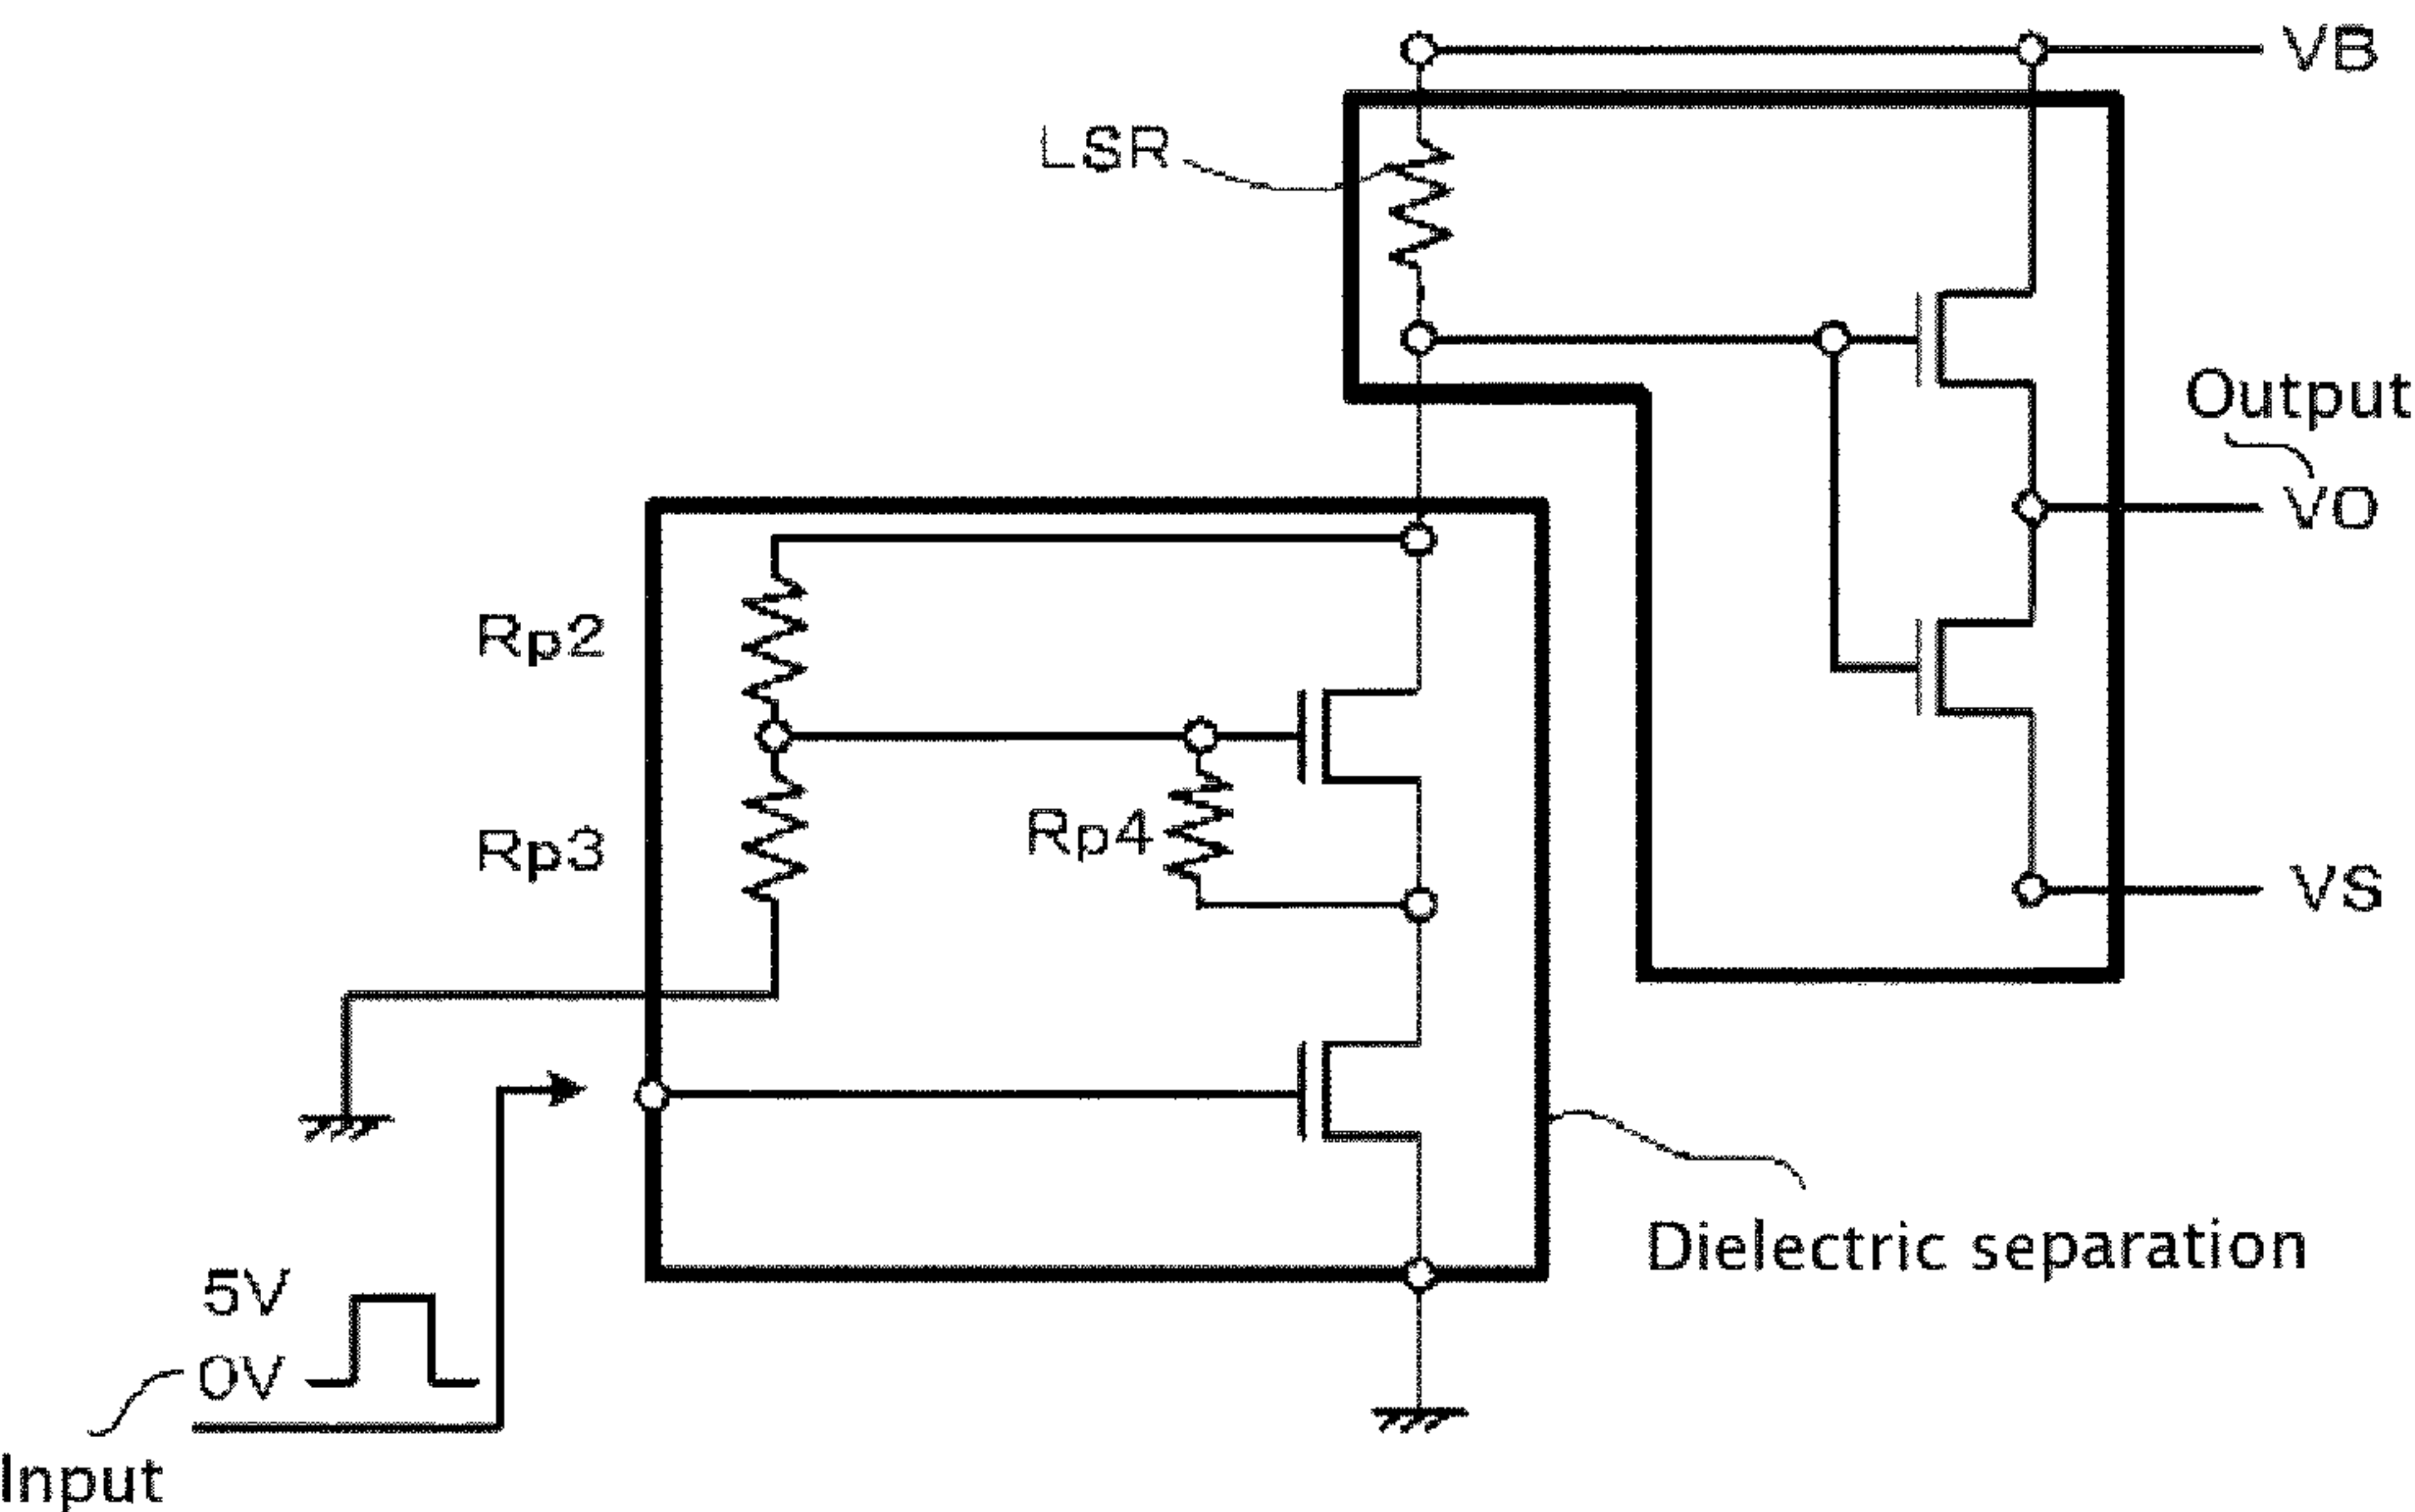 VB
LSR
Output
VO
Rp2
Rp4
Rp3
VS
Dielectric separation
5V
0V
Input